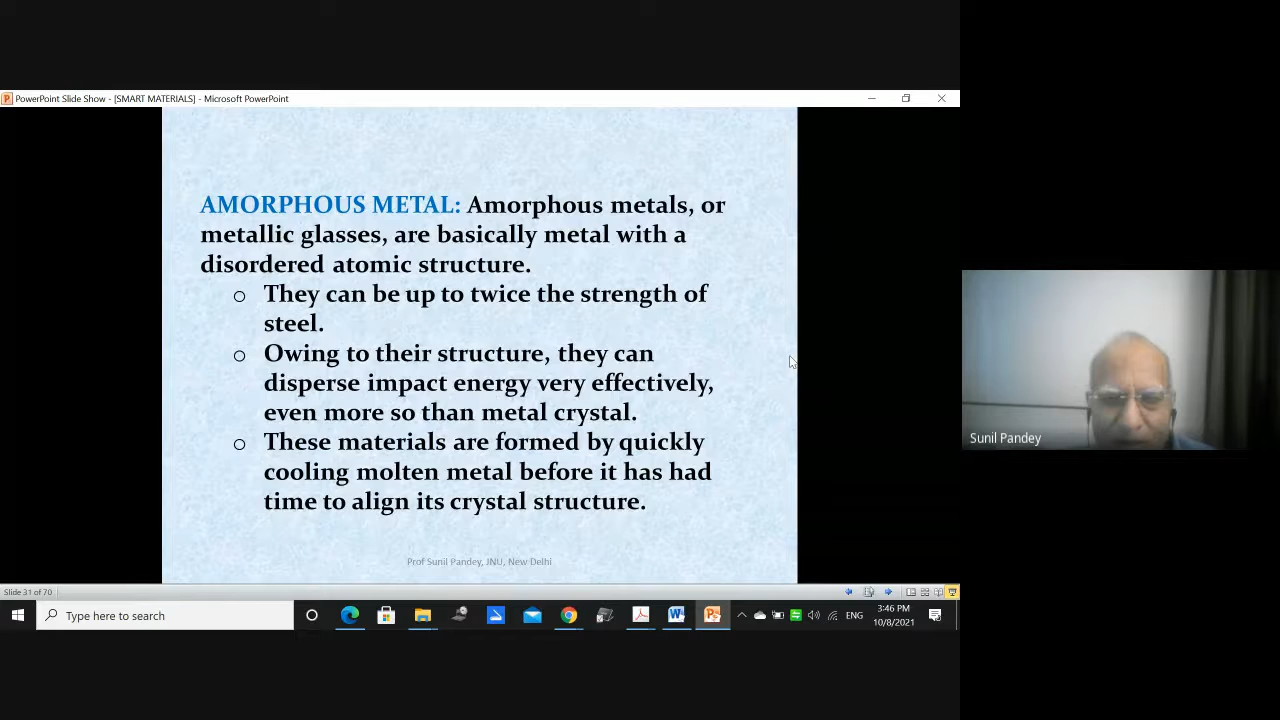 PowerPoint Slide Show - [SMART MATERIALS] - Microsoft PowerPoint
AMORPHOUS METAL: Amorphous metals, or
metallic glasses, are basically metal with a
disordered atomic structure.
o They can be up to twice the strength of
steel.
o Owing to their structure, they can
disperse impact energy very effectively,
even more so than metal crystal.
o These materials are formed by quickly
cooling molten metal before it has had
time to align its crystal structure.
Prof Sunil Pandey, JNU, New Delhi
Sunil Pandey
Slide 31 of 70
Type here to search
ENG
3:46 PM
10/8/2021